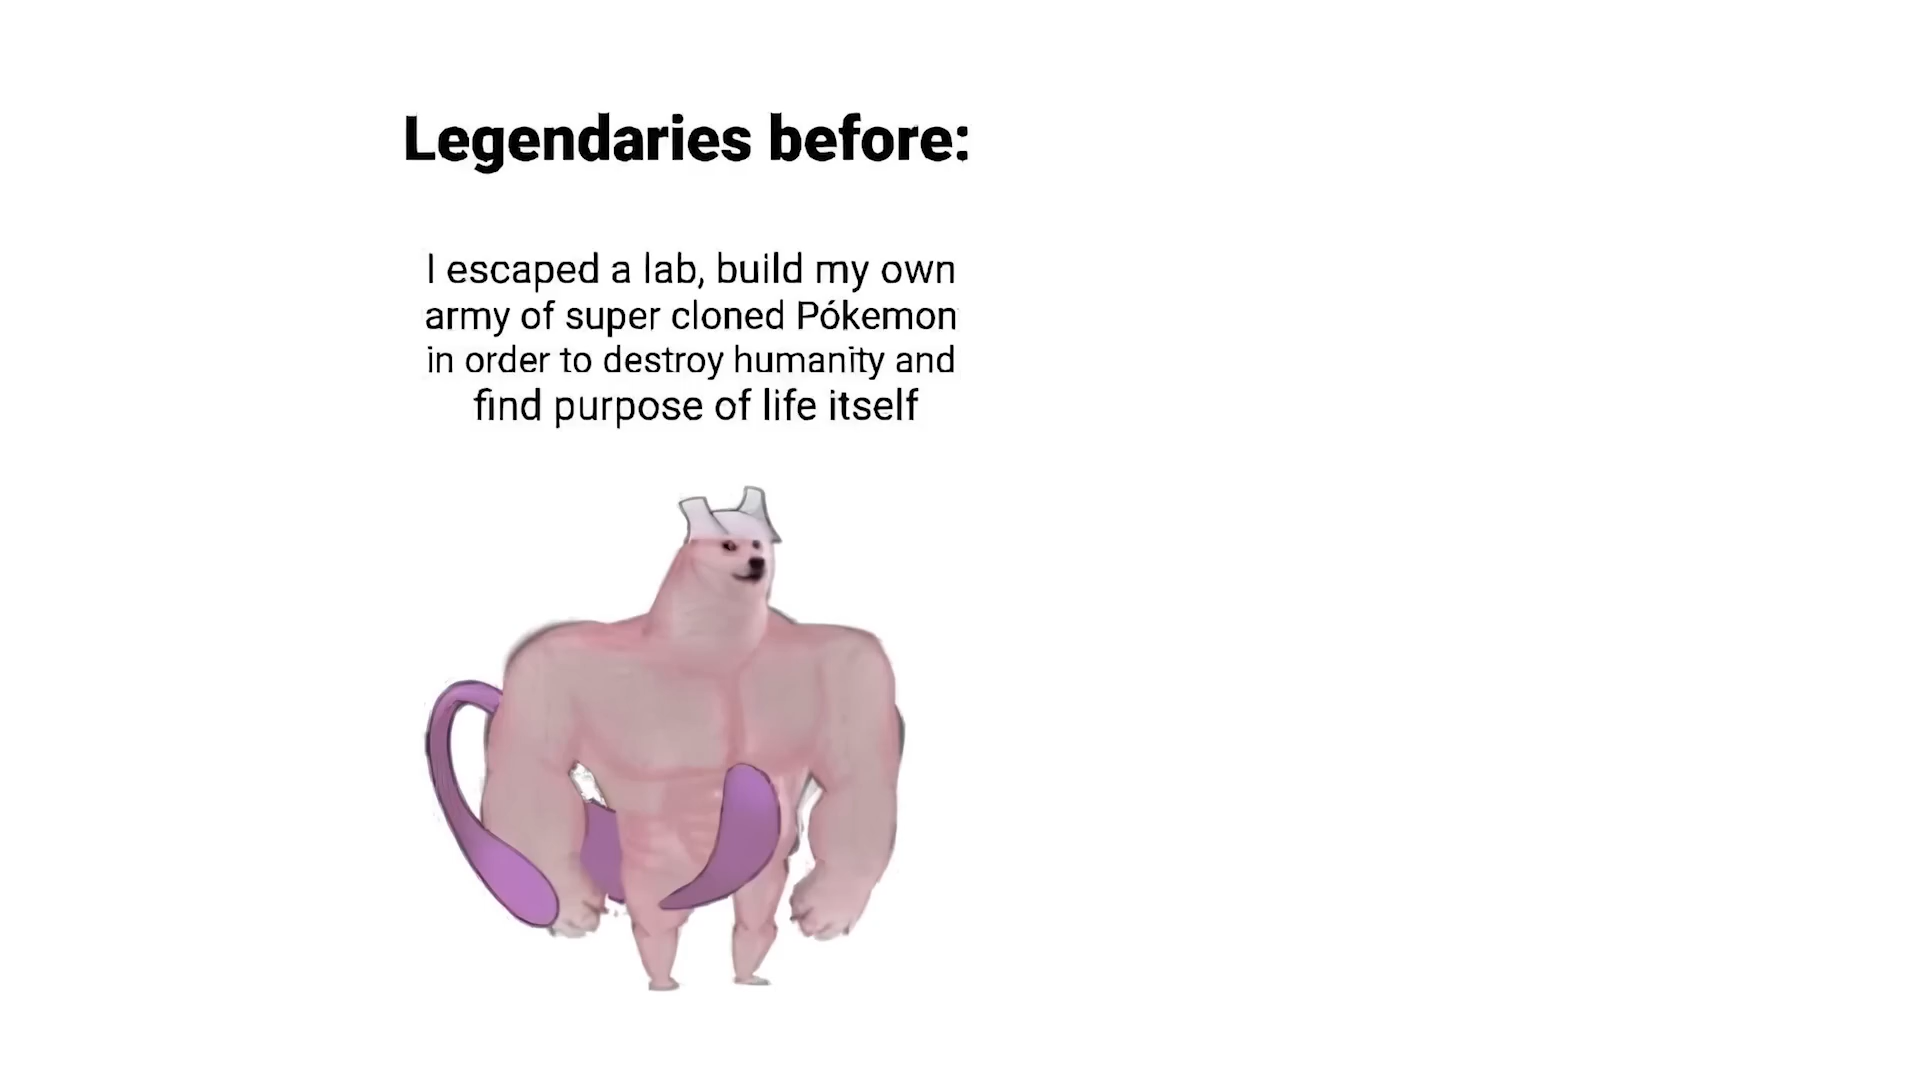 Legendaries before:
I escaped a lab, build my own
army of super cloned Pókemon
in order to destroy humanity and
find purpose of life itself